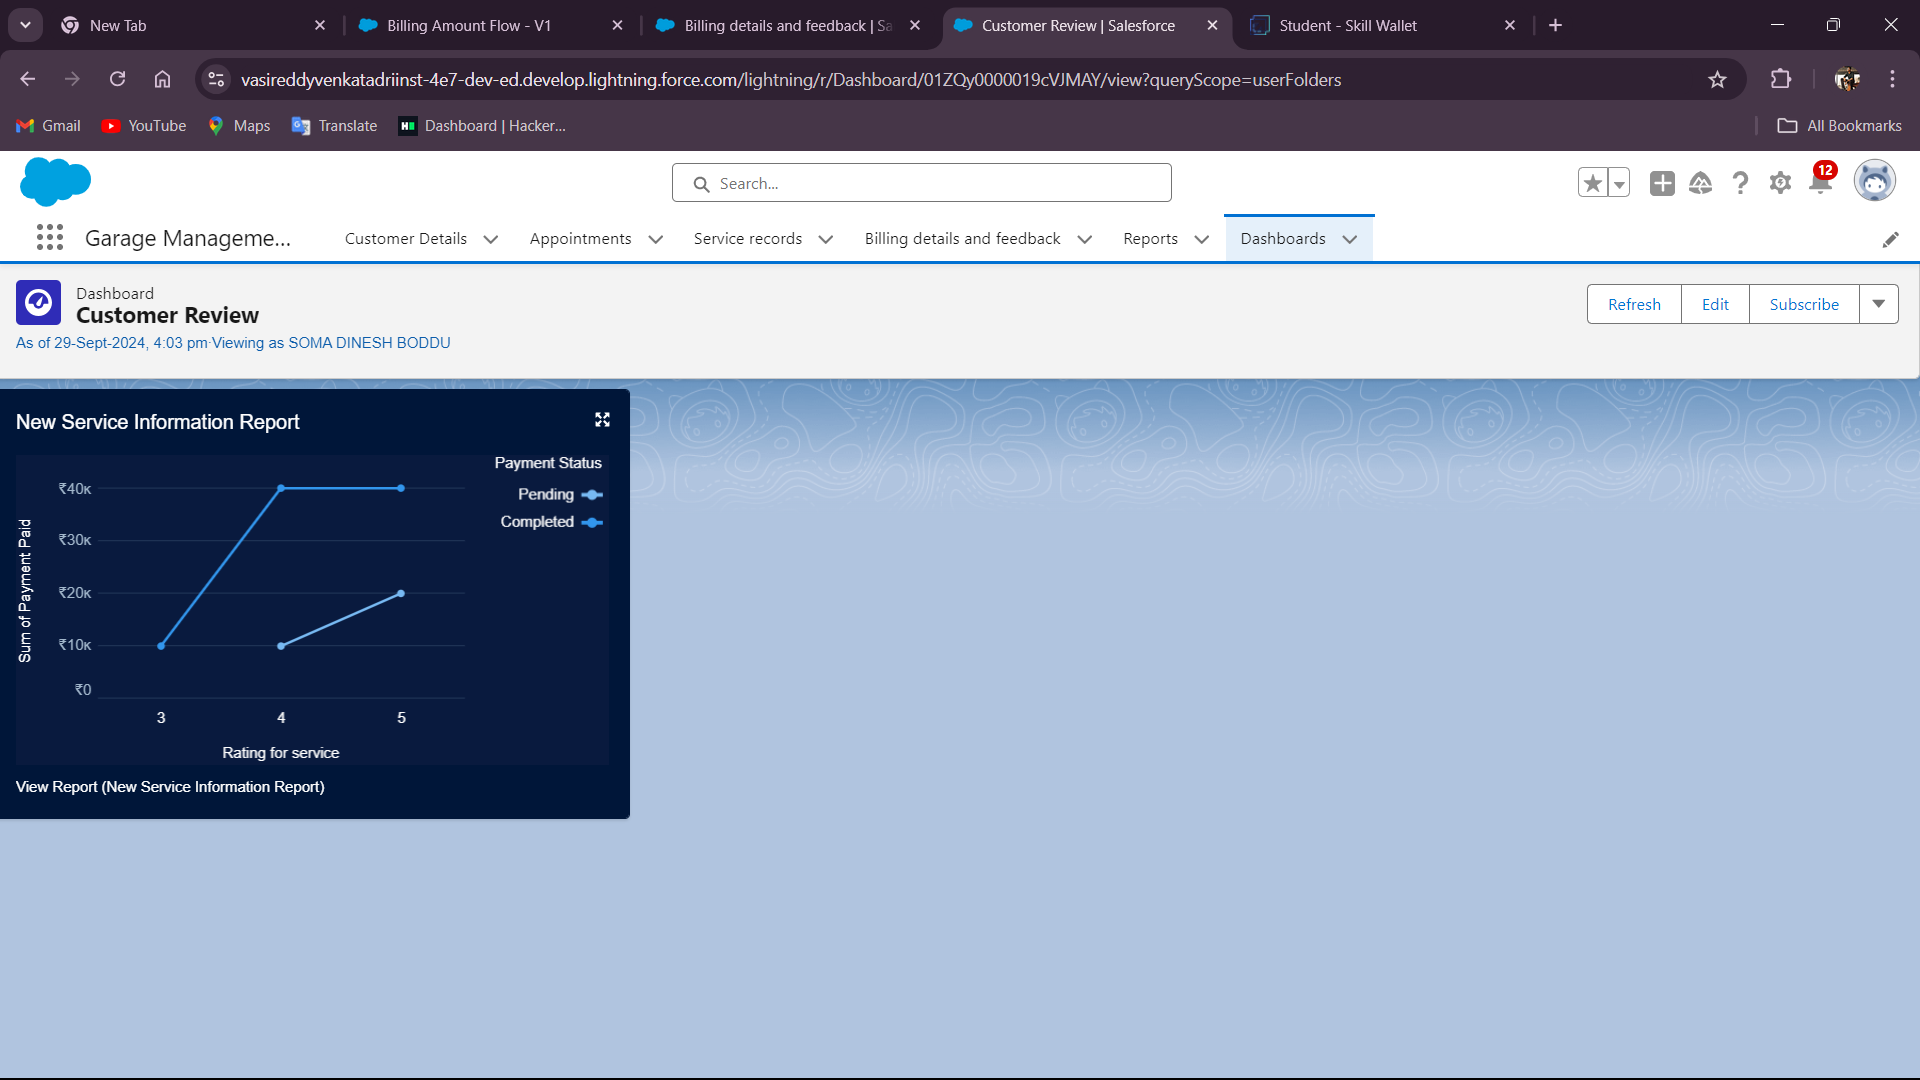 New Tab
Billing Amount Flow - V1
Billing details and feedback | Sa
Customer Review | Salesforce
Student - Skill Wallet
vasireddyvenkatadriinst-4e7-dev-ed.develop.lightning.force.com/lightning/r/Dashboard/01ZQy0000019cVJMAY/view?queryScope=userFolders
Gmail
YouTube
Maps
Translate
Dashboard | Hacker...
All Bookmarks
Search...
12
Garage Manageme...
Customer Details
Appointments
Service records
Billing details and feedback
Reports
Dashboards
Dashboard
Customer Review
As of 29-Sept-2024, 4:03 pm·Viewing as SOMA DINESH BODDU
Refresh
Edit
Subscribe
New Service Information Report
Payment Status
Pending
Completed
Sum of Payment Paid
₹40K
₹30K
₹20K
₹10K
₹0
3
4
5
Rating for service
View Report (New Service Information Report)